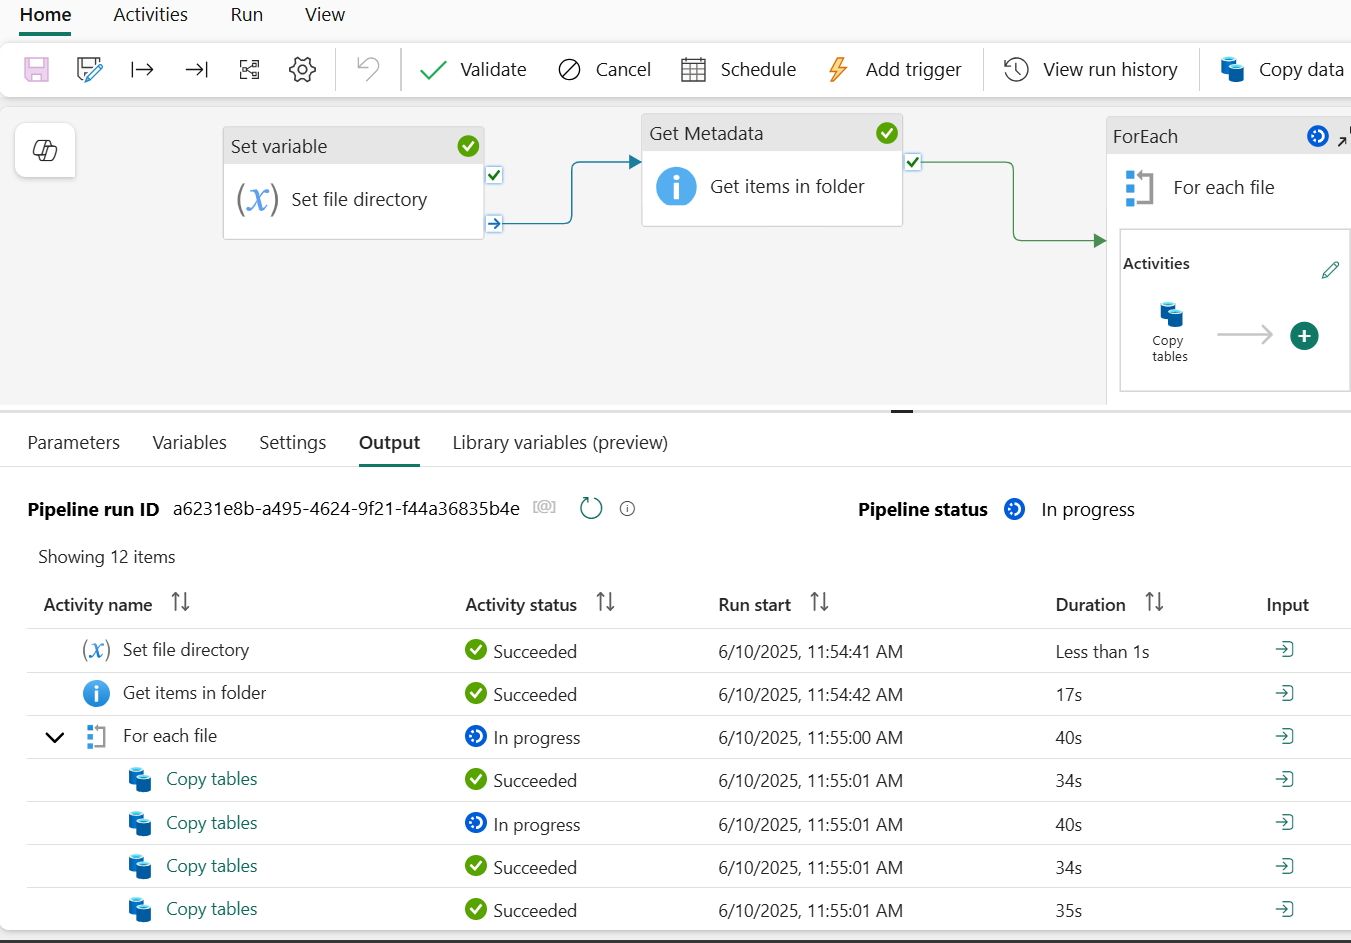 Home Activities Run View
Validate Cancel Schedule Add trigger View run history Copy data
Set variable
Set file directory
Get Metadata
Get items in folder
ForEach
For each file
Activities
Copy
tables
Parameters Variables Settings Output Library variables (preview)
Pipeline run ID a6231e8b-a495-4624-9f21-f44a36835b4e [@] Pipeline status In progress
Showing 12 items
Activity name Activity status Run start Duration Input
(x) Set file directory Succeeded 6/10/2025, 11:54:41 AM Less than 1s
Get items in folder Succeeded 6/10/2025, 11:54:42 AM 17s
For each file In progress 6/10/2025, 11:55:00 AM 40s
Copy tables Succeeded 6/10/2025, 11:55:01 AM 34s
Copy tables In progress 6/10/2025, 11:55:01 AM 40s
Copy tables Succeeded 6/10/2025, 11:55:01 AM 34s
Copy tables Succeeded 6/10/2025, 11:55:01 AM 35s